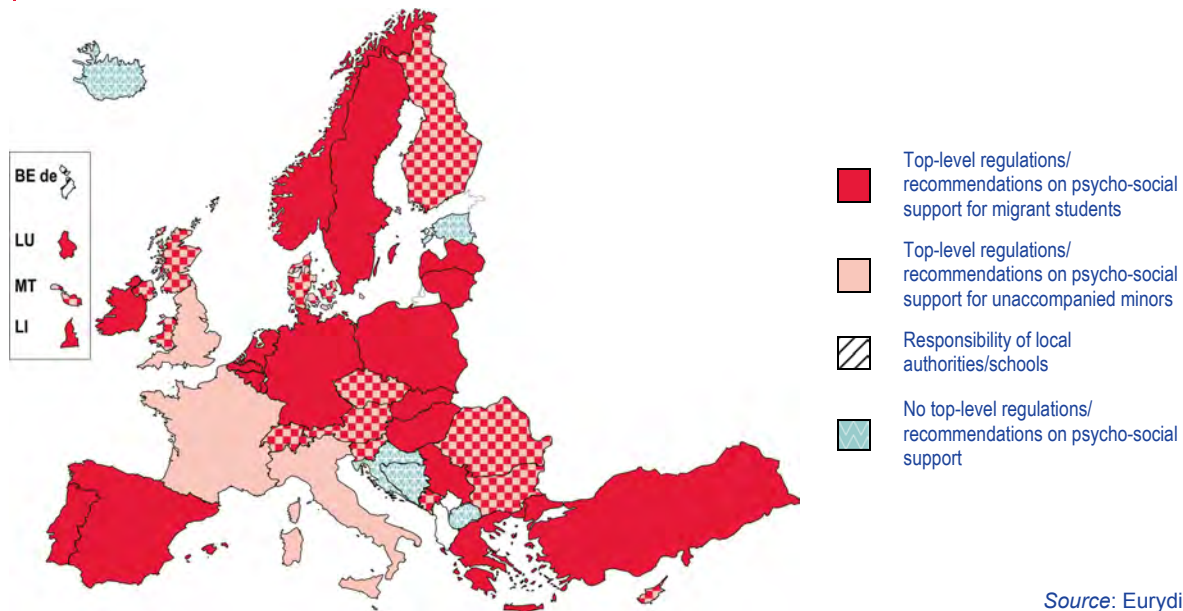 BE de
LU
MT
LI
Top-level regulations/
recommendations on psycho-social
support for migrant students
Top-level regulations/
recommendations on psycho-social
support for unaccompanied minors
Responsibility of local
authorities/schools
No top-level regulations/
recommendations on psycho-social
support
Source: Eurydi